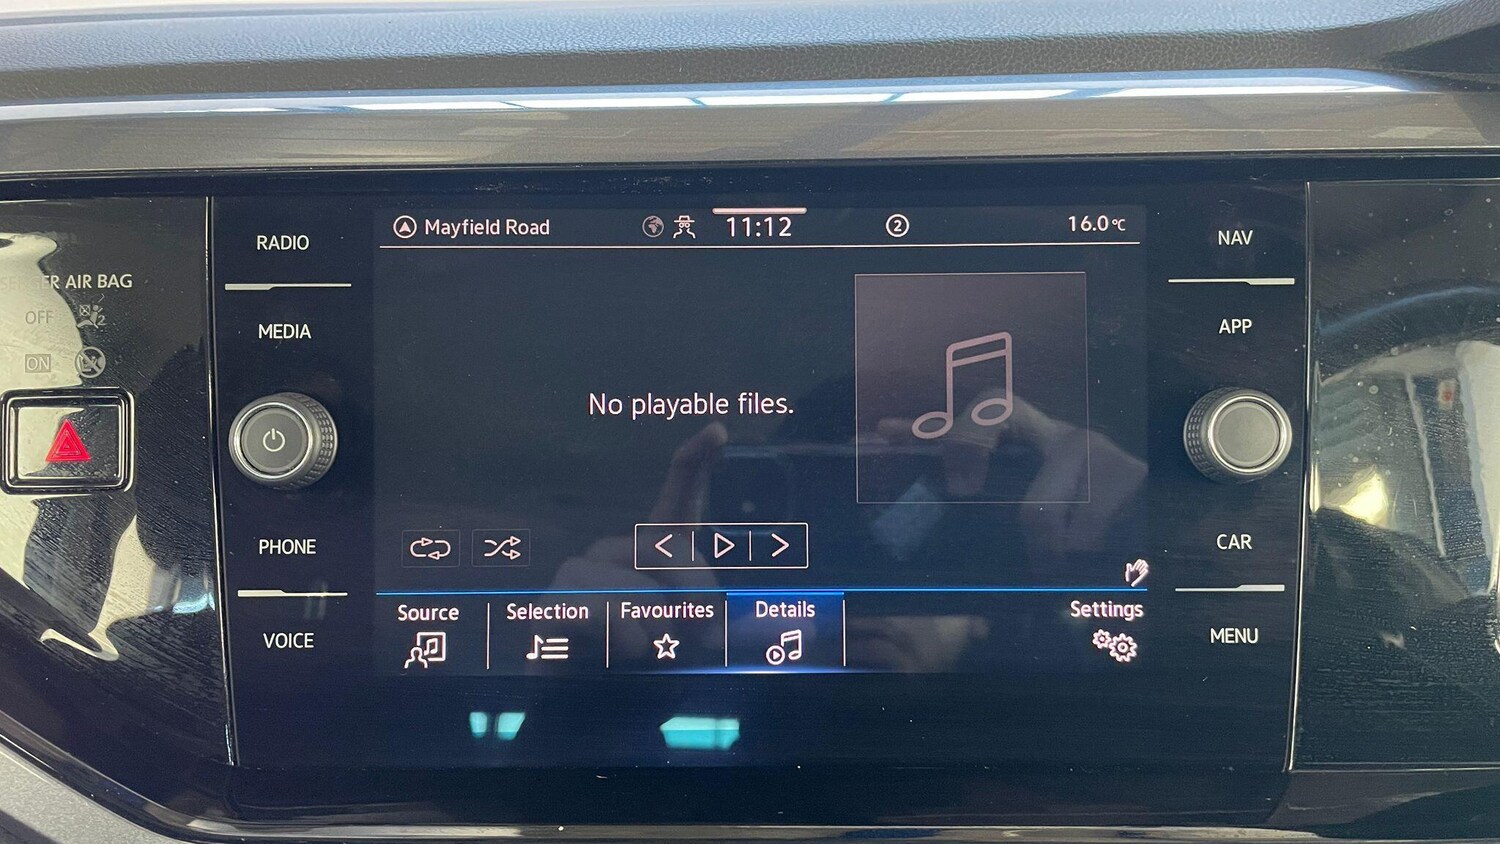 Mayfield Road 11:12 2 16.0°C
RADIO
NAV
AIR BAG
OFF
2
MEDIA
APP
ON
No playable files.
PHONE
CAR
Source Selection Favourites Details Settings
VOICE
MENU